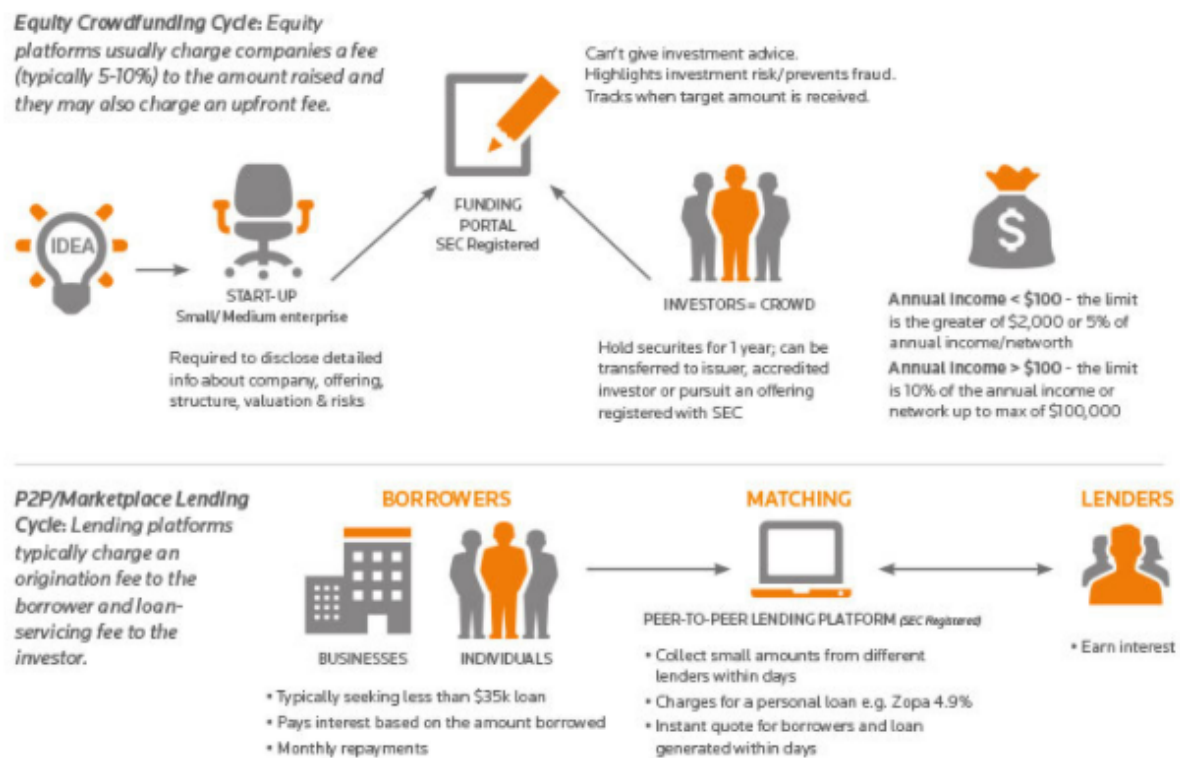 Equity Crowdfunding Cycle: Equity
platforms usually charge companies a fee
(typically 5-10%) to the amount raised and
they may also charge an upfront fee.
Can't give investment advice.
Highlights investment risk/prevents fraud.
Tracks when target amount is received.
IDEA
START-UP
Small/Medium enterprise
Required to disclose detailed
info about company, offering,
structure, valuation & risks
FUNDING
PORTAL
SEC Registered
INVESTORS = CROWD
Hold securites for 1 year; can be
transferred to issuer, accredited
investor or pursuit an offering
registered with SEC
$
Annual Income < $100 - the limit
is the greater of $2,000 or 5% of
annual income/networth
Annual Income > $100 - the limit
is 10% of the annual income or
network up to max of $100,000
P2P/Marketplace Lending
Cycle: Lending platforms
typically charge an
origination fee to the
borrower and loan-
servicing fee to the
investor.
BORROWERS
BUSINESSES
INDIVIDUALS
• Typically seeking less than $35k loan
• Pays interest based on the amount borrowed
• Monthly repayments
MATCHING
PEER-TO-PEER LENDING PLATFORM (SEC Registered)
• Collect small amounts from different
lenders within days
• Charges for a personal loan e.g. Zopa 4.9%
• Instant quote for borrowers and loan
generated within days
LENDERS
• Earn interest